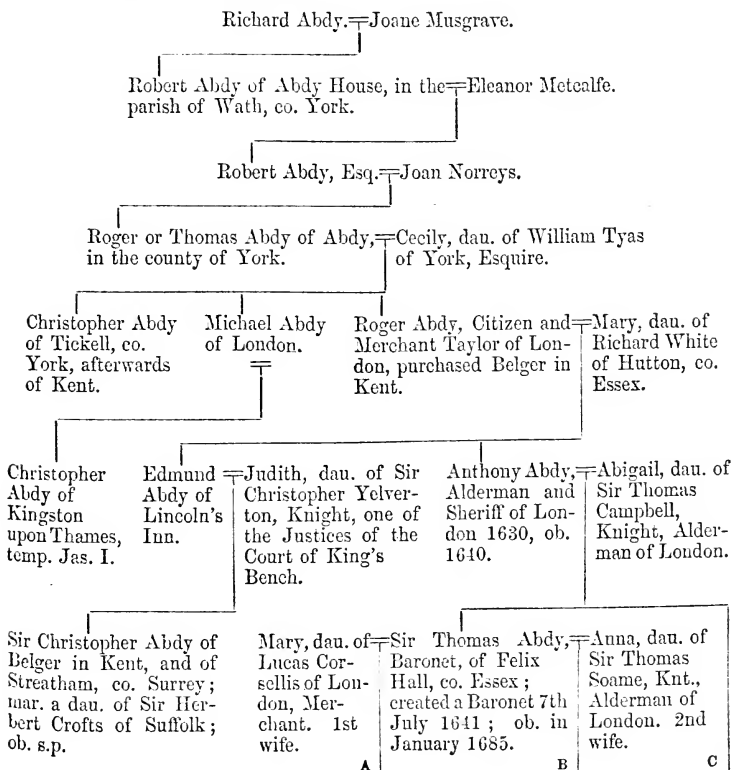 Richard Abdy.=Joane Musgrave.
Robert Abdy of Abdy House, in the=Eleanor Metcalfe.
parish of Wath, co. York.
Robert Abdy, Esq.=Joan Norreys.
Roger or Thomas Abdy of Abdy,=Cecily, dau. of William Tyas
in the county of York. of York, Esquire.
Christopher Abdy
of Tickell, co.
York, afterwards
of Kent.
Michael Abdy
of London.
=
Roger Abdy, Citizen and=
Merchant Taylor of Lon-
don, purchased Belger in
Kent.
Mary, dau. of
Richard White
of Hutton, co.
Essex.
Christopher
Abdy of
Kingston
upon Thames,
temp. Jas. I.
Edmund =
Abdy of
Lincoln's
Inn.
Judith, dau. of Sir
Christopher Yelver-
ton, Knight, one of
the Justices of the
Court of King's
Bench.
Anthony Abdy,=
Alderman and
Sheriff of Lon-
don 1630, ob.
1640.
Abigail, dau. of
Sir Thomas
Campbell,
Knight, Alder-
man of London.
Sir Christopher Abdy of
Belger in Kent, and of
Streatham, co. Surrey;
mar. a dau. of Sir Her-
bert Crofts of Suffolk;
ob. s.p.
Mary, dau. of=
Lucas Cor-
sellis of Lon-
don, Mer-
chant. 1st
wife.
Sir Thomas Abdy,=
Baronet, of Felix
Hall, co. Essex;
created a Baronet 7th
July 1641; ob. in
January 1685.
Anna, dau. of
Sir Thomas
Soame, Knt.,
Alderman of
London. 2nd
wife.
A B C